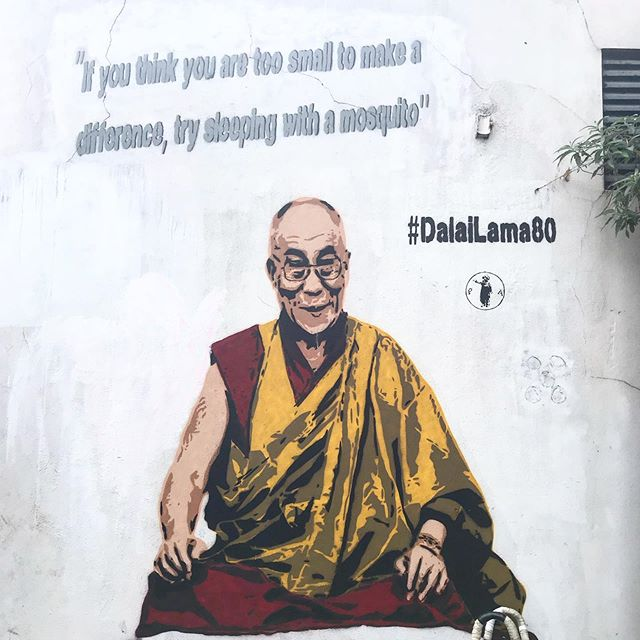 "If you think you are too small to make a
difference, try sleeping with a mosquito"
#DalaiLama80